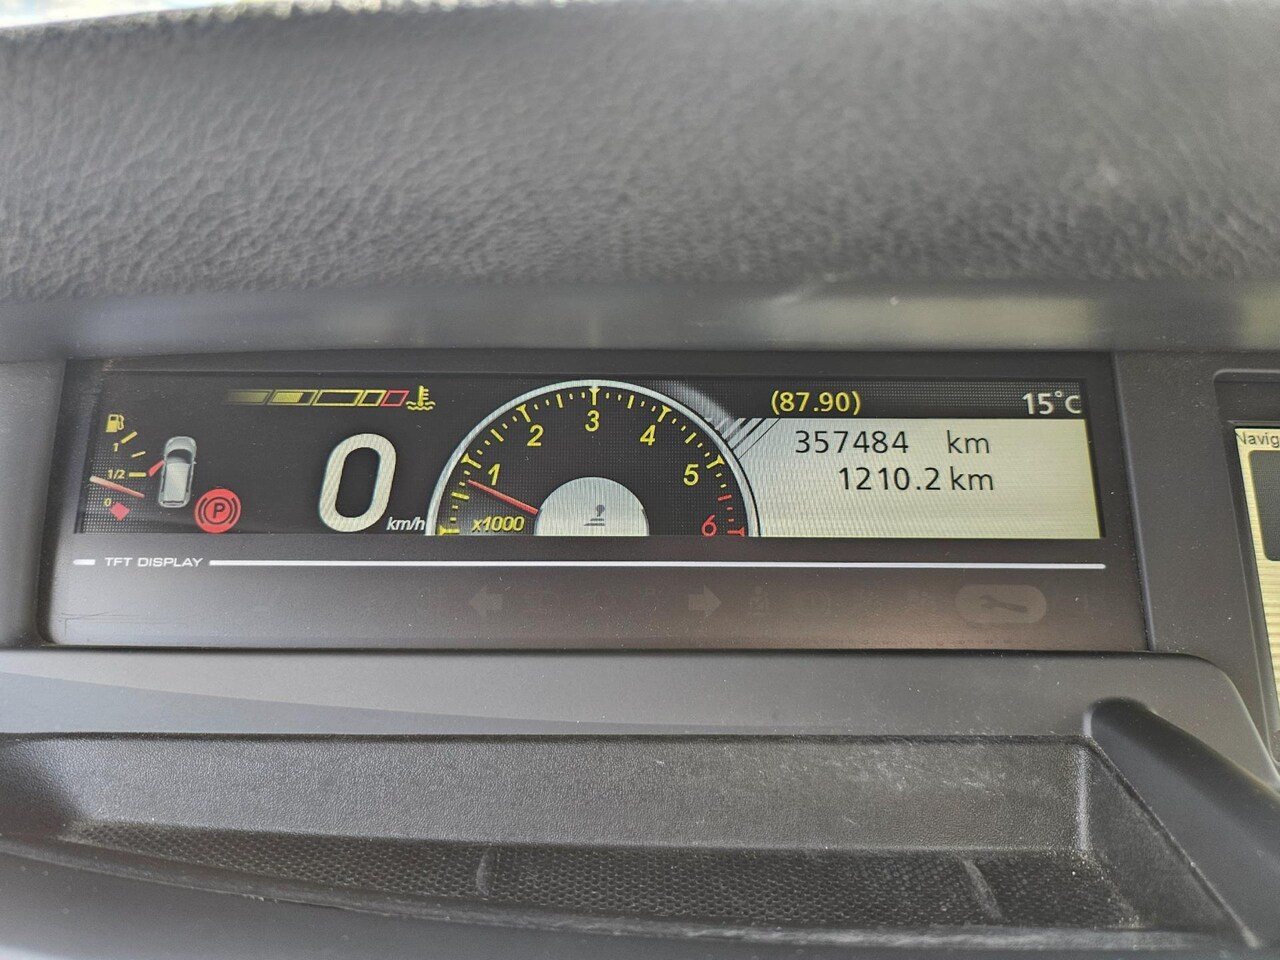 (87.90)
15°C
357484 km
1210.2 km
1
1/2
0
P
0 km/h
1
2
3
4
5
6
x1000
TFT DISPLAY
Navig